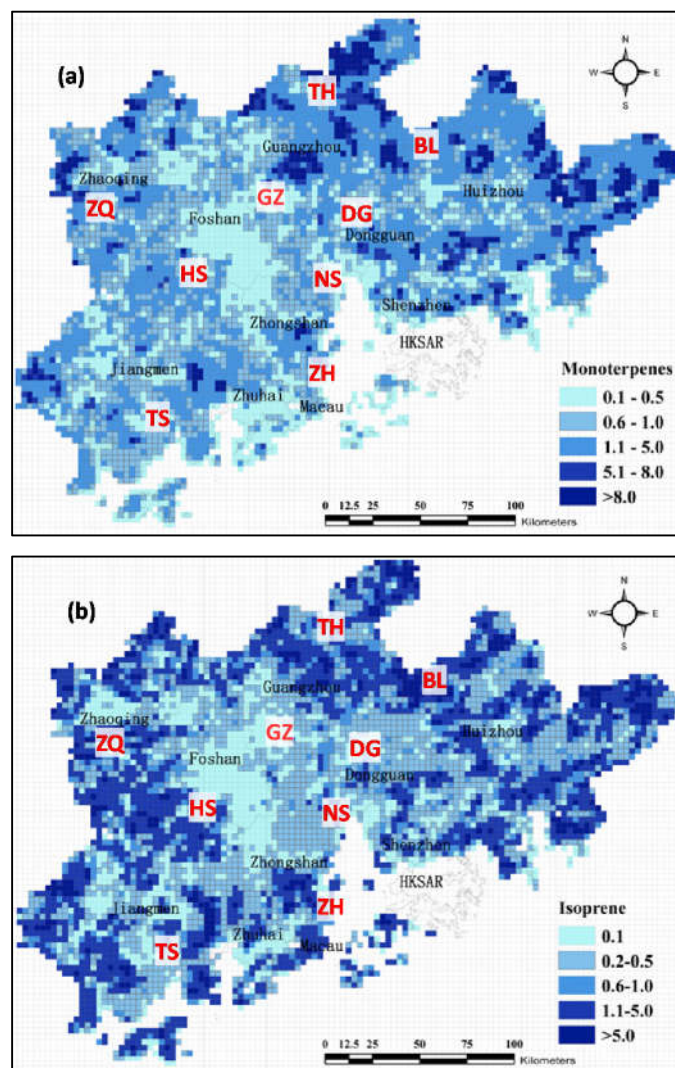 (a)
N
W E
S
TH
Guangzhou
BL
Zhaoqing
Huizhou
ZQ
GZ
Foshan
DG
Dongguan
HS
NS
Shenzhen
Zhongshan
HKSAR
Jiangmen
ZH
Zhuhai
Macau
TS
Monoterpenes
0.1 - 0.5
0.6 - 1.0
1.1 - 5.0
5.1 - 8.0
>8.0
0 12.5 25 50 75 100
Kilometers
(b)
N
W E
S
TH
Guangzhou
BL
Zhaoqing
Huizhou
ZQ
GZ
Foshan
DG
Dongguan
HS
NS
Shenzhen
Zhongshan
HKSAR
Jiangmen
ZH
Zhuhai
Macau
TS
Isoprene
0.1
0.2-0.5
0.6-1.0
1.1-5.0
>5.0
0 12.5 25 50 75 100
Kilometers